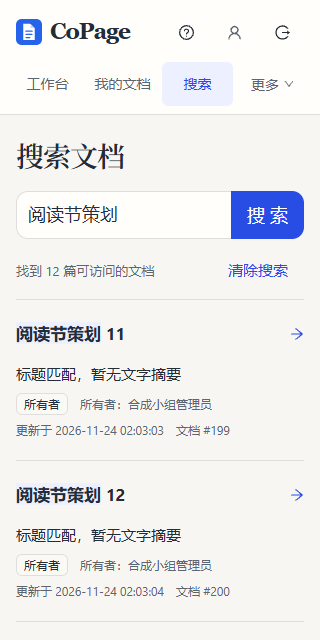 CoPage
工作台 我的文档 搜索 更多
搜索文档
阅读节策划 搜索
找到 12 篇可访问的文档 清除搜索
阅读节策划 11
标题匹配，暂无文字摘要
所有者 所有者：合成小组管理员
更新于 2026-11-24 02:03:03 文档 #199
阅读节策划 12
标题匹配，暂无文字摘要
所有者 所有者：合成小组管理员
更新于 2026-11-24 02:03:04 文档 #200